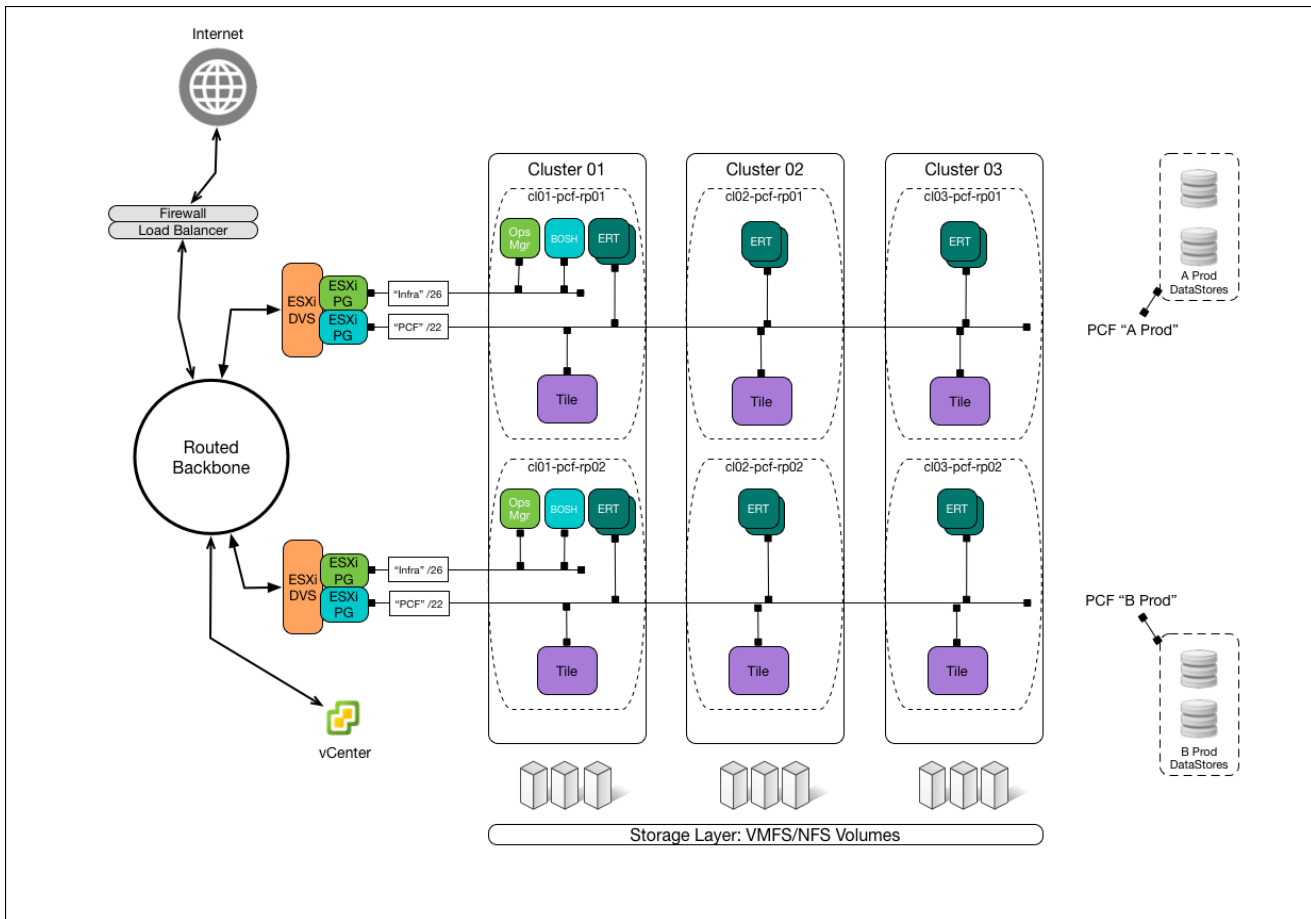 Internet
Firewall
Load Balancer
Routed
Backbone
vCenter
ESXi
DVS
ESXi
PG
ESXi
PG
"Infra" /26
"PCF" /22
Cluster 01
cl01-pcf-rp01
Ops
Mgr
BOSH
ERT
Tile
Cluster 02
cl02-pcf-rp01
ERT
Tile
Cluster 03
cl03-pcf-rp01
ERT
Tile
A Prod
DataStores
PCF “A Prod”
ESXi
DVS
ESXi
PG
ESXi
PG
"Infra" /26
"PCF" /22
cl01-pcf-rp02
Ops
Mgr
BOSH
ERT
Tile
cl02-pcf-rp02
ERT
Tile
cl03-pcf-rp02
ERT
Tile
PCF “B Prod”
B Prod
DataStores
Storage Layer: VMFS/NFS Volumes